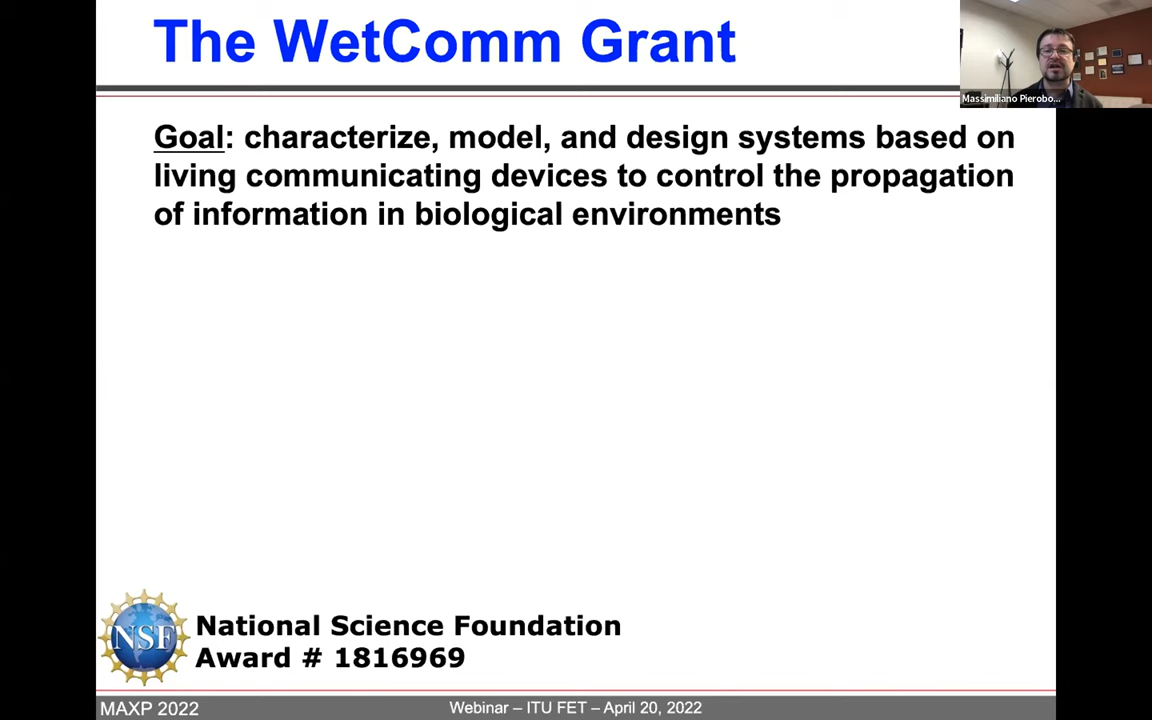 The WetComm Grant
Massimiliano Pierobo...
Goal: characterize, model, and design systems based on
living communicating devices to control the propagation
of information in biological environments
NSF
National Science Foundation
Award # 1816969
MAXP 2022
Webinar – ITU FET – April 20, 2022